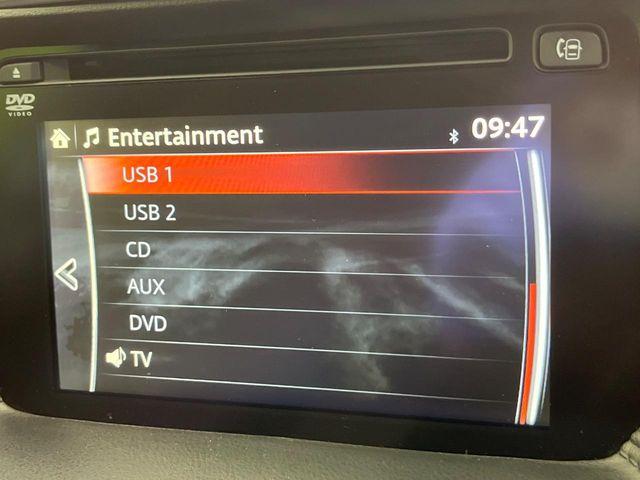 DVD
VIDEO
Entertainment
09:47
USB 1
USB 2
CD
AUX
DVD
TV